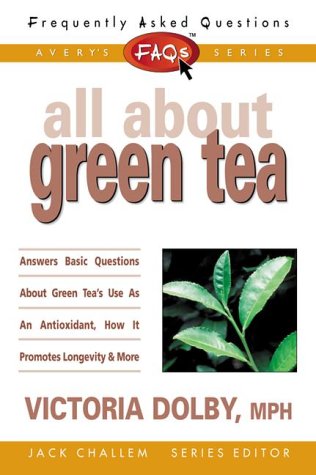 Frequently Asked Questions
AVERY'S FAQs™ SERIES
all about
green tea
Answers Basic Questions
About Green Tea's Use As
An Antioxidant, How It
Promotes Longevity & More
VICTORIA DOLBY, MPH
JACK CHALLEM SERIES EDITOR